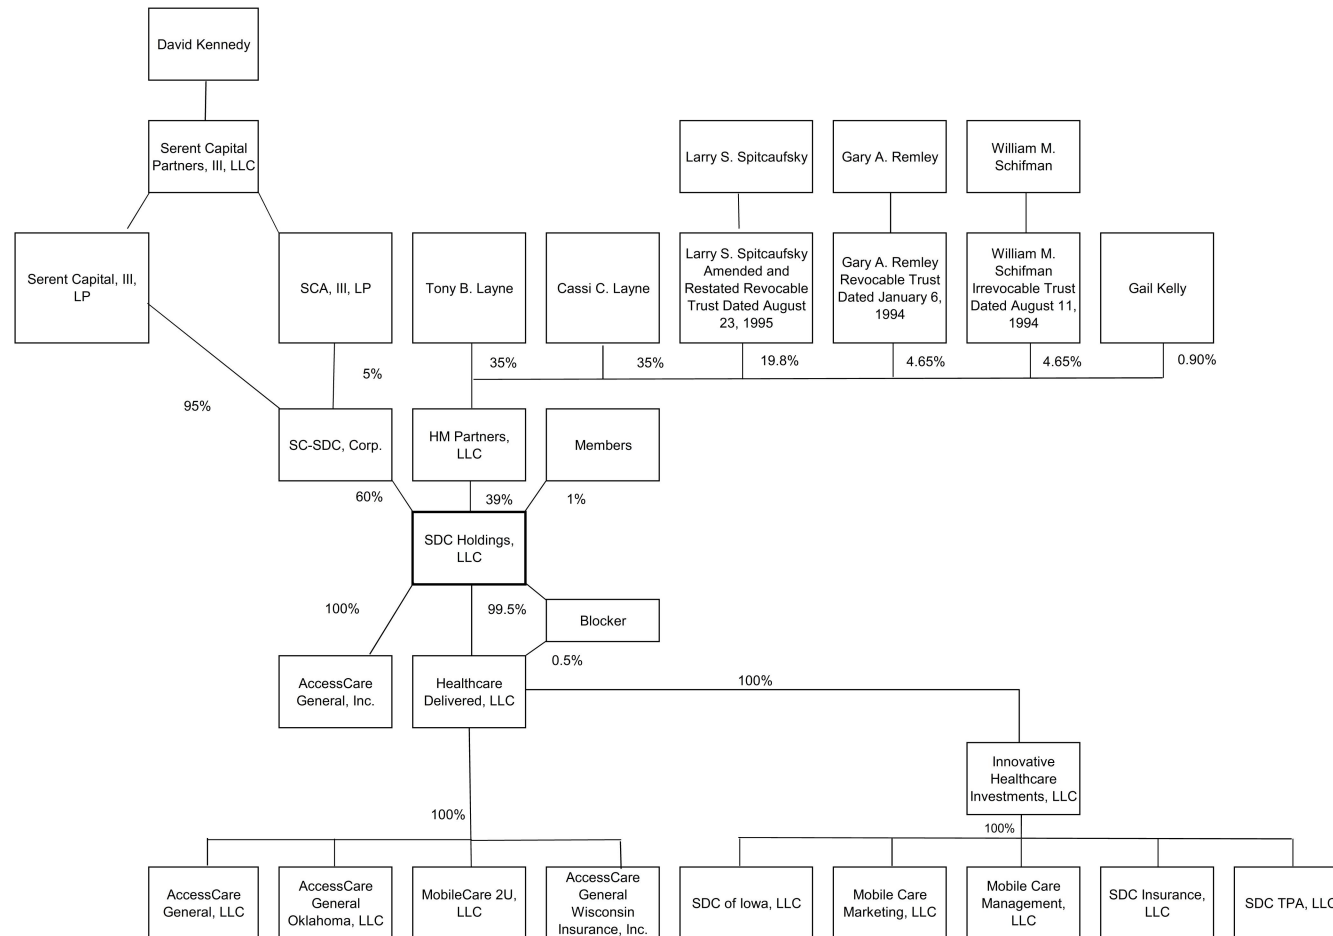 David Kennedy
Serent Capital
Partners, III, LLC
Larry S. Spitcaufsky
Gary A. Remley
William M.
Schifman
Serent Capital, III,
LP
SCA, III, LP
Tony B. Layne
Cassi C. Layne
Larry S. Spitcaufsky
Amended and
Restated Revocable
Trust Dated August
23, 1995
Gary A. Remley
Revocable Trust
Dated January 6,
1994
William M.
Schifman
Irrevocable Trust
Dated August 11,
1994
Gail Kelly
5%
35%
35%
19.8%
4.65%
4.65%
0.90%
95%
SC-SDC, Corp.
HM Partners,
LLC
Members
60%
39%
1%
SDC Holdings,
LLC
100%
99.5%
Blocker
0.5%
AccessCare
General, Inc.
Healthcare
Delivered, LLC
100%
Innovative
Healthcare
Investments, LLC
100%
100%
AccessCare
General, LLC
AccessCare
General
Oklahoma, LLC
MobileCare 2U,
LLC
AccessCare
General
Wisconsin
Insurance, Inc.
SDC of Iowa, LLC
Mobile Care
Marketing, LLC
Mobile Care
Management,
LLC
SDC Insurance,
LLC
SDC TPA, LLC